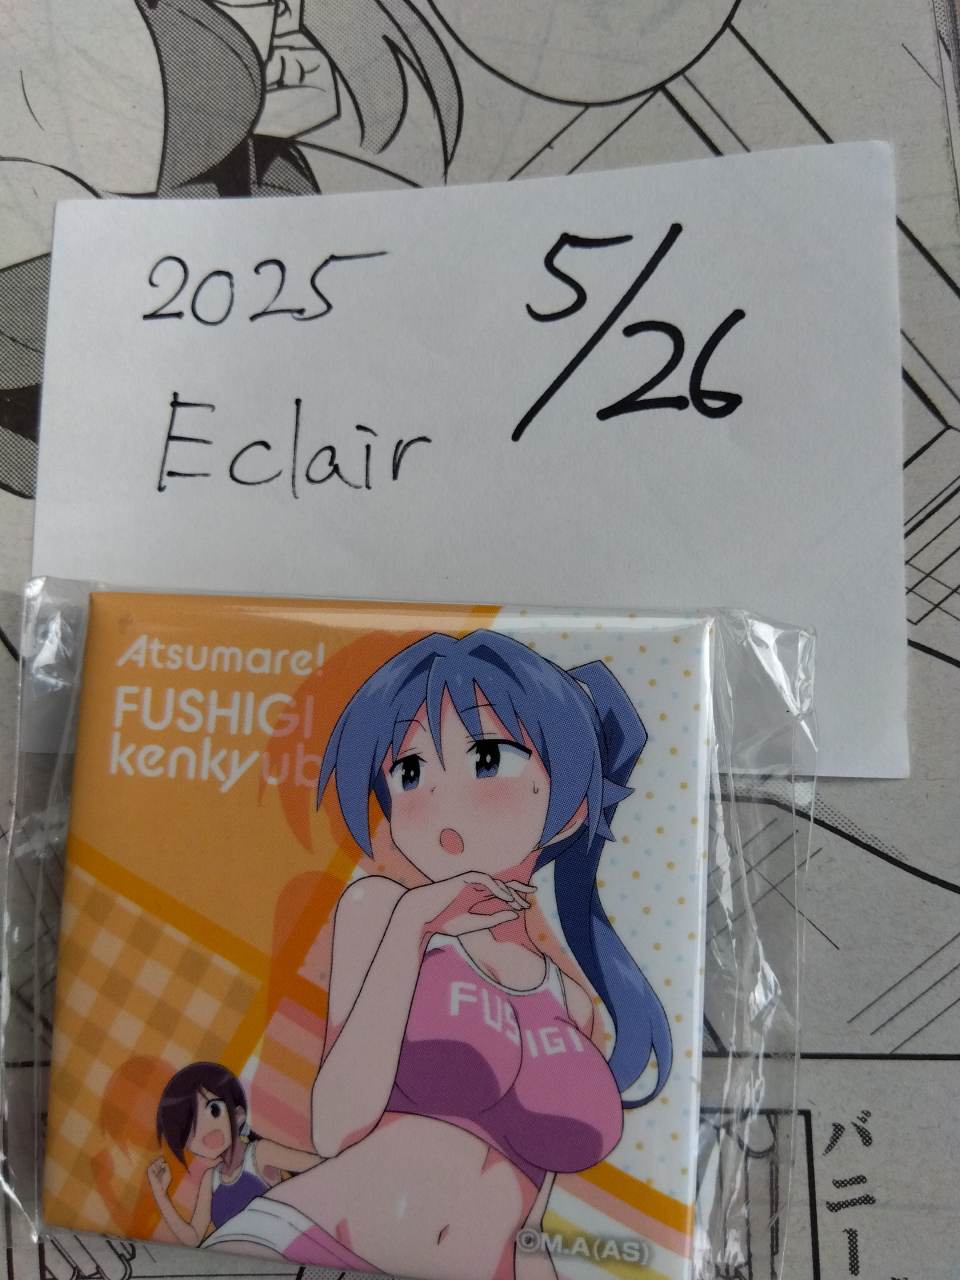 2025 5/26
Eclair
Atsumare!
FUSHIGI
kenkyub
FUSIGI
©M.A(AS)
バニー